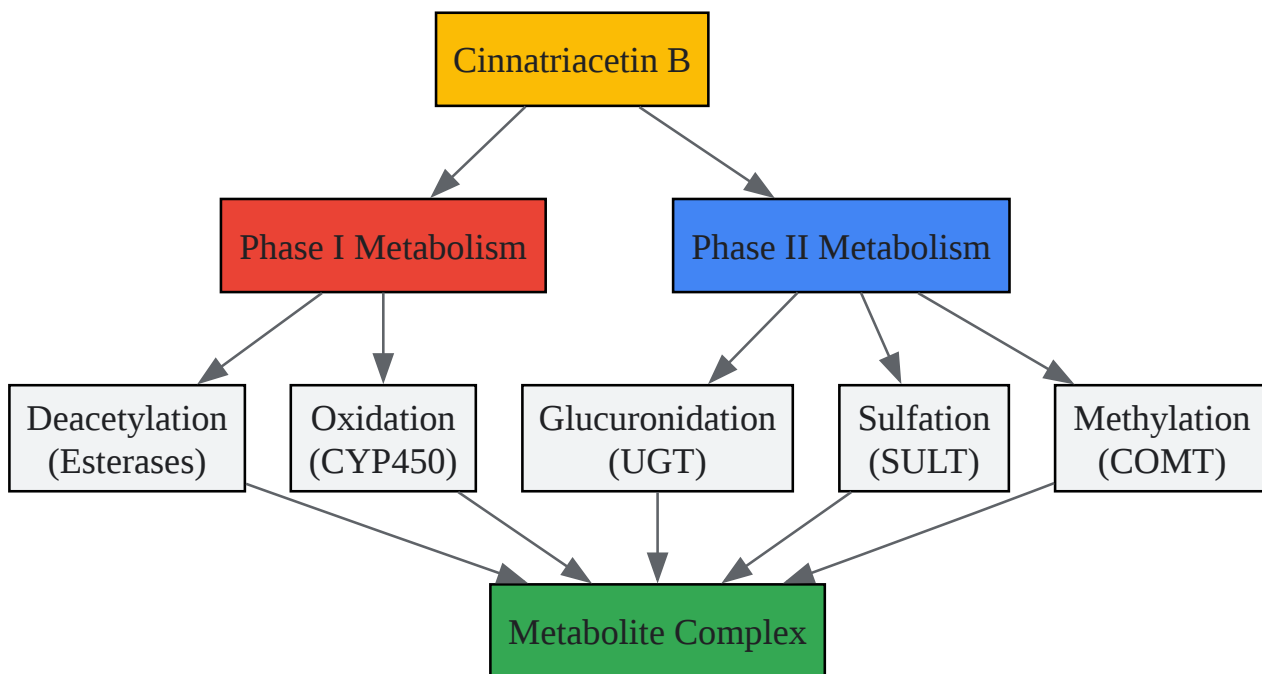 Cinnatriacetin B
Phase I Metabolism
Phase II Metabolism
Deacetylation
(Esterases)
Oxidation
(CYP450)
Glucuronidation
(UGT)
Sulfation
(SULT)
Methylation
(COMT)
Metabolite Complex